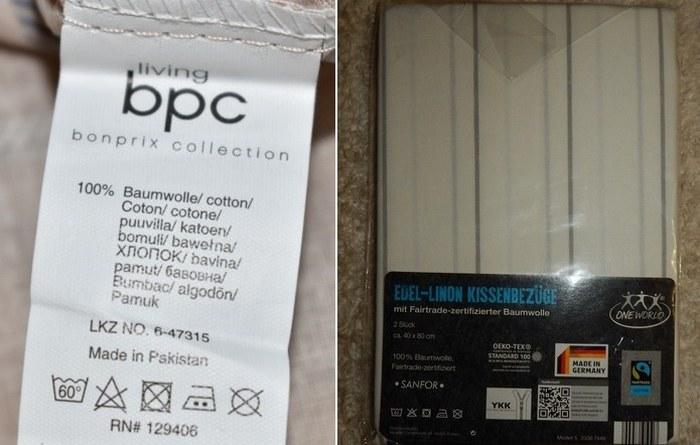 living
bpc
bonprix collection
100% Baumwolle/ cotton/
Coton/ cotone/
puuvilla/ katoen/
bomuli/ bawełna/
ХЛОПОК/ bavlna/
pamut/ бавовна/
Bumbac/ algodón/
Pamuk
LKZ NO. 6-47315
Made in Pakistan
60°
RN# 129406
EDEL-LINON KISSENBEZÜGE
mit Fairtrade-zertifizierter Baumwolle
2 Stück
ca. 40 x 80 cm
ONE WORLD
100% Baumwolle,
Fairtrade-zertifiziert
• SANFOR •
OEKO-TEX
STANDARD 100
MADE IN
GERMANY
YKK